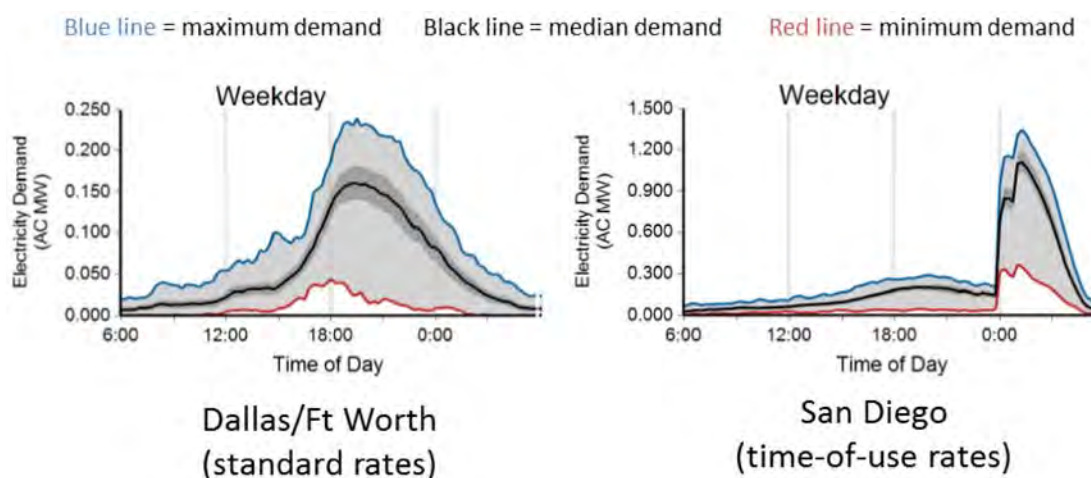 Blue line = maximum demand Black line = median demand Red line = minimum demand
Weekday
0.250
0.200
0.150
0.100
0.050
0.000
Electricity Demand
(AC MW)
6:00 12:00 18:00 0:00
Time of Day
Dallas/Ft Worth
(standard rates)
Weekday
1.500
1.200
0.900
0.600
0.300
0.000
Electricity Demand
(AC MW)
6:00 12:00 18:00 0:00
Time of Day
San Diego
(time-of-use rates)